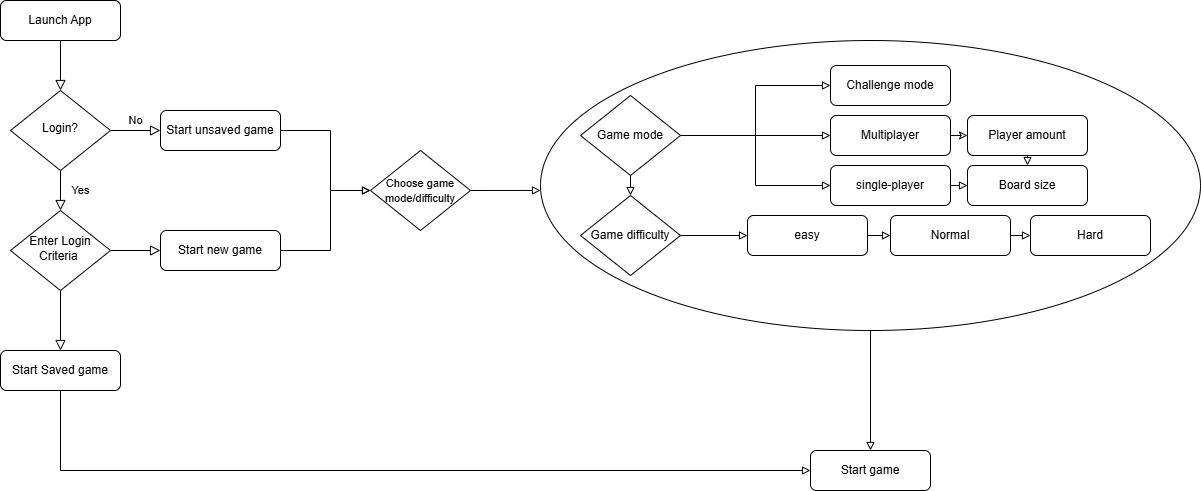 Launch App
Login?
No
Start unsaved game
Yes
Enter Login
Criteria
Start new game
Start Saved game
Choose game
mode/difficulty
Game mode
Challenge mode
Multiplayer
Player amount
single-player
Board size
Game difficulty
easy
Normal
Hard
Start game